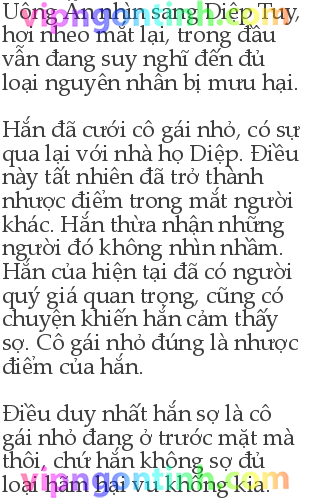 vipngontinh.com
Uông Ân nhìn sang Diệp Tuy,
hơi nheo mắt lại, trong đầu
vẫn đang suy nghĩ đến đủ
loại nguyên nhân bị mưu hại.
Hắn đã cưới cô gái nhỏ, có sự
qua lại với nhà họ Diệp. Điều
này tất nhiên đã trở thành
nhược điểm trong mắt người
khác. Hắn thừa nhận những
người đó không nhìn nhầm.
Hắn của hiện tại đã có người
quý giá quan trọng, cũng có
chuyện khiến hắn cảm thấy
sợ. Cô gái nhỏ đúng là nhược
điểm của hắn.
Điều duy nhất hắn sợ là cô
gái nhỏ đang ở trước mặt mà
thôi, chứ hắn không sợ đủ
loại hãm hại vu khống kia.
vipngontinh.com